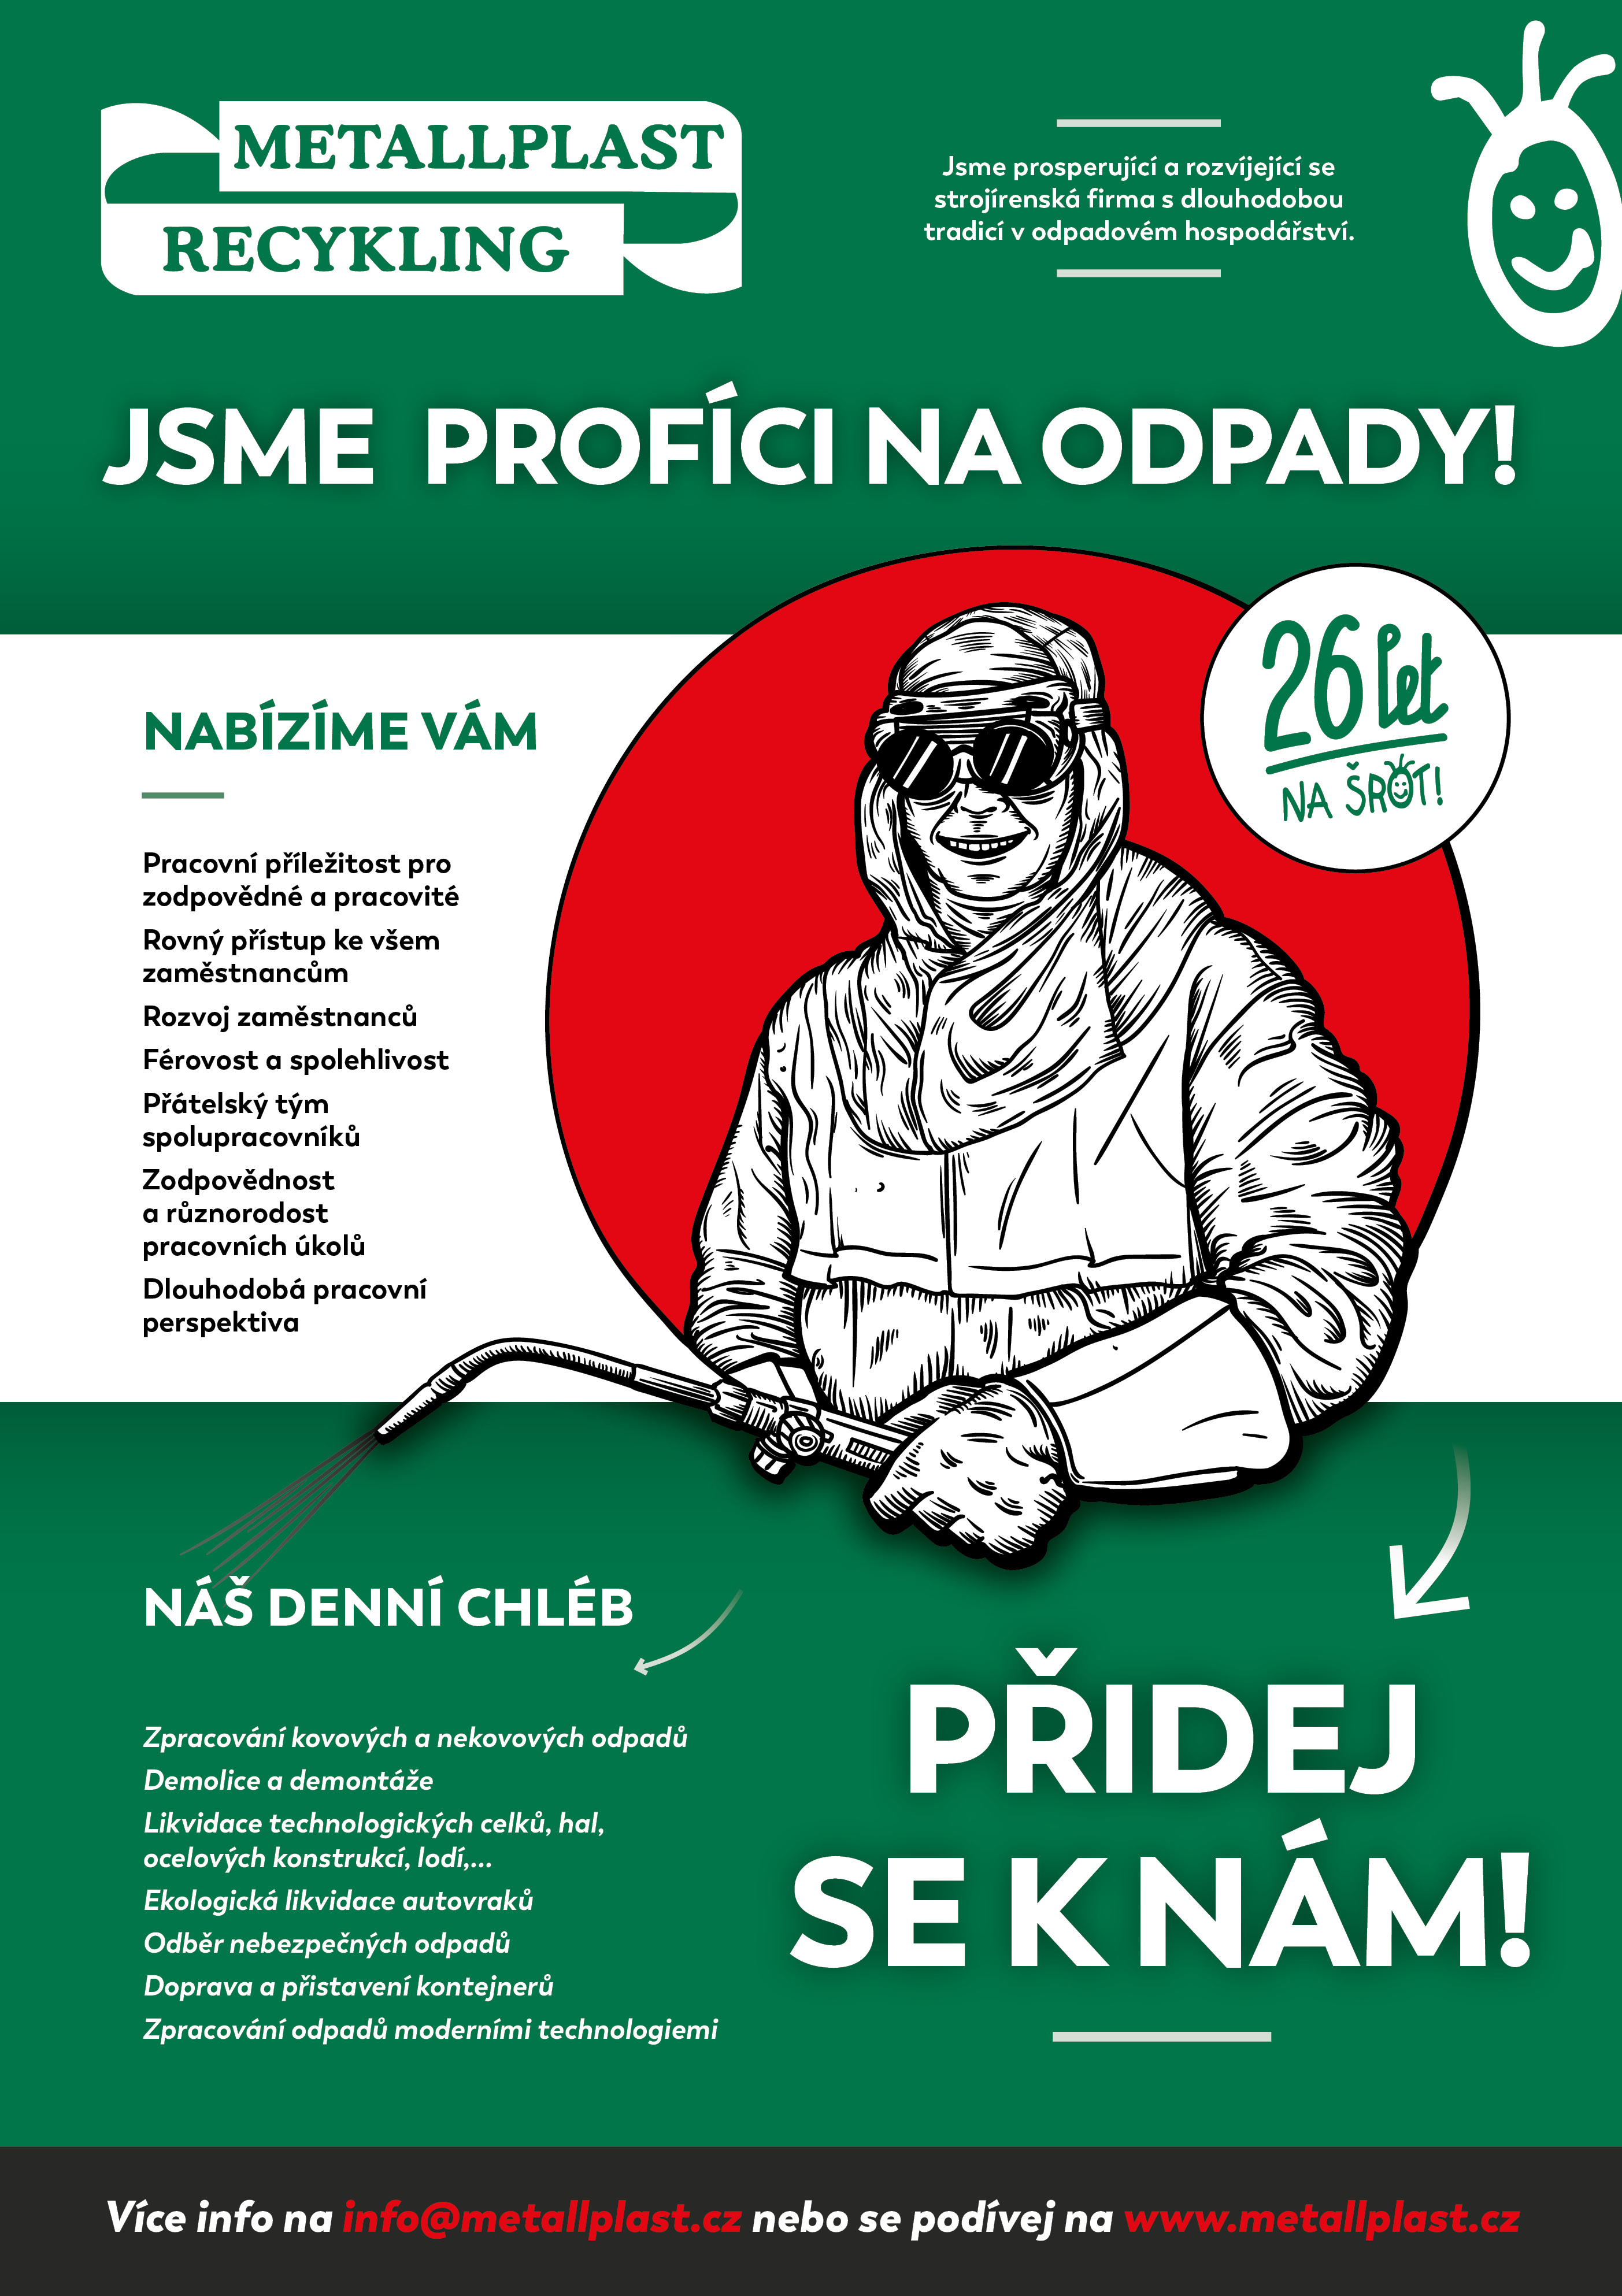 METALLPLAST
RECYKLING
Jsme prosperující a rozvíjející se
strojírenská firma s dlouhodobou
tradicí v odpadovém hospodářství.
JSME PROFÍCI NA ODPADY!
26 let
NA ŠROT!
NABÍZÍME VÁM
Pracovní příležitost pro
zodpovědné a pracovité
Rovný přístup ke všem
zaměstnancům
Rozvoj zaměstnanců
Férovost a spolehlivost
Přátelský tým
spolupracovníků
Zodpovědnost
a různorodost
pracovních úkolů
Dlouhodobá pracovní
perspektiva
NÁŠ DENNÍ CHLÉB
Zpracování kovových a nekovových odpadů
Demolice a demontáže
Likvidace technologických celků, hal,
ocelových konstrukcí, lodí,...
Ekologická likvidace autovraků
Odběr nebezpečných odpadů
Doprava a přistavení kontejnerů
Zpracování odpadů moderními technologiemi
PŘIDEJ
SE K NÁM!
Více info na info@metallplast.cz nebo se podívej na www.metallplast.cz